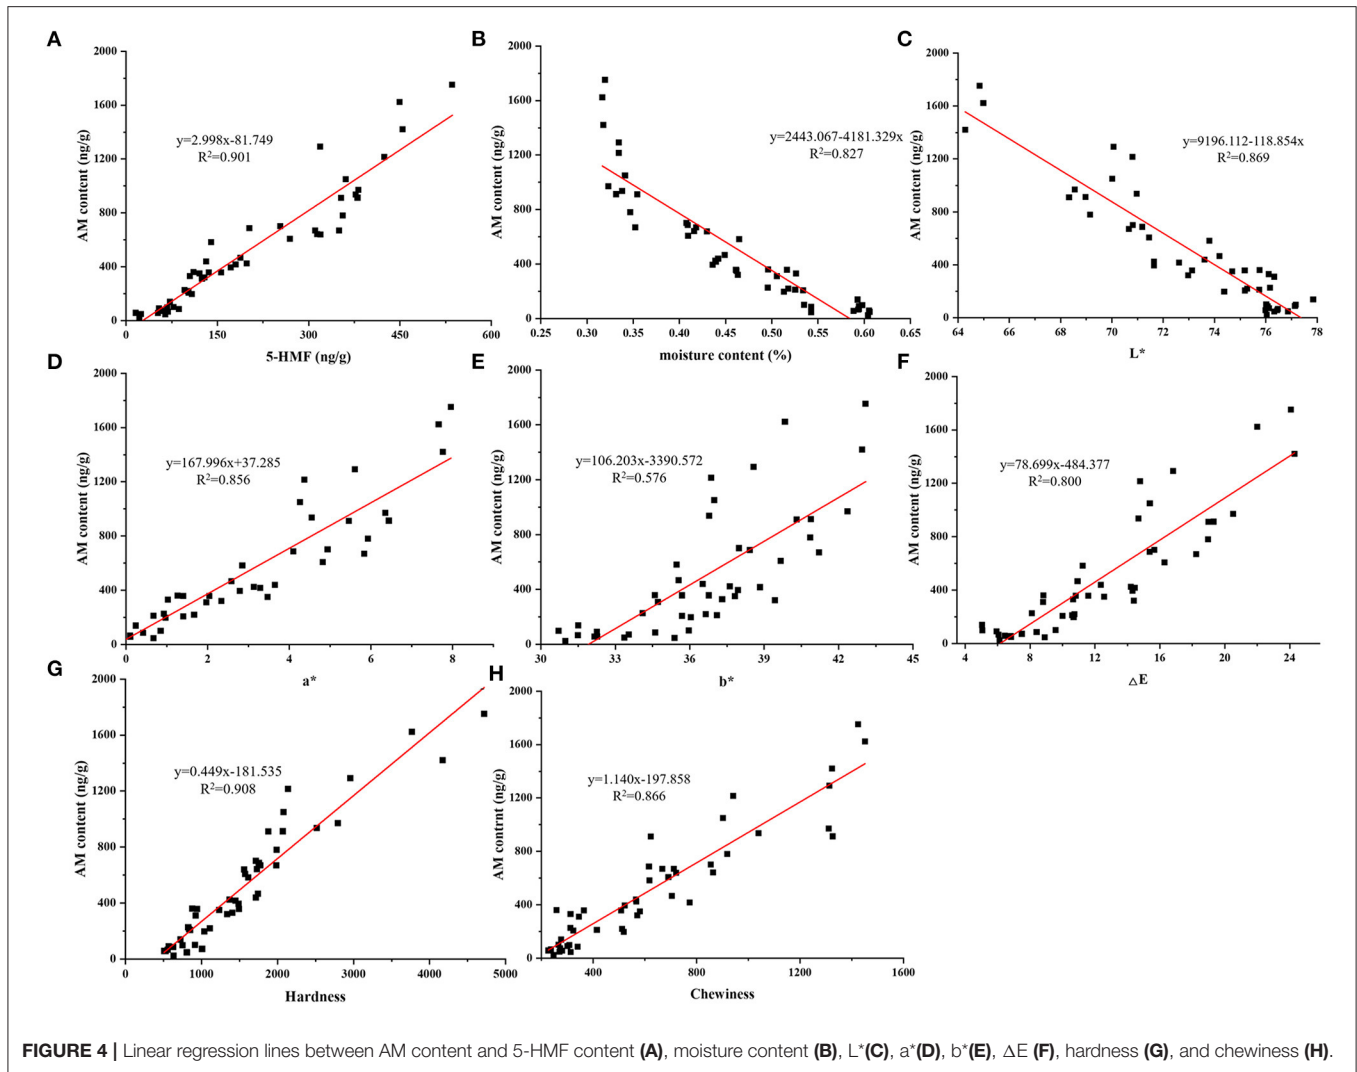 A
2000
1600
1200
800
400
0
AM content (ng/g)
y=2.998x-81.749
R²=0.901
0 150 300 450 600
5-HMF (ng/g)
B
2000
1600
1200
800
400
0
AM content (ng/g)
y=2443.067-4181.329x
R²=0.827
0.25 0.30 0.35 0.40 0.45 0.50 0.55 0.60 0.65
moisture content (%)
C
2000
1600
1200
800
400
0
AM content (ng/g)
y=9196.112-118.854x
R²=0.869
64 66 68 70 72 74 76 78
L*
D
2000
1600
1200
800
400
0
AM content (ng/g)
y=167.996x+37.285
R²=0.856
0 2 4 6 8
a*
E
2000
1600
1200
800
400
0
AM content (ng/g)
y=106.203x-3390.572
R²=0.576
30 33 36 39 42 45
b*
F
2000
1600
1200
800
400
0
AM content (ng/g)
y=78.699x-484.377
R²=0.800
4 8 12 16 20 24
△E
G
2000
1600
1200
800
400
0
AM content (ng/g)
y=0.449x-181.535
R²=0.908
0 1000 2000 3000 4000 5000
Hardness
H
2000
1600
1200
800
400
0
AM contrnt (ng/g)
y=1.140x-197.858
R²=0.866
400 800 1200 1600
Chewiness
FIGURE 4 | Linear regression lines between AM content and 5-HMF content (A), moisture content (B), L*(C), a*(D), b*(E), ΔE (F), hardness (G), and chewiness (H).